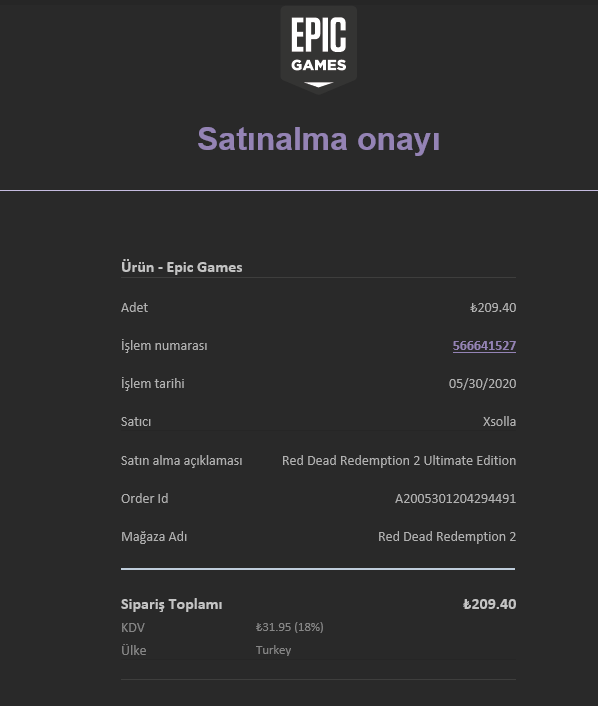 EPIC
GAMES
Satınalma onayı
Ürün - Epic Games
Adet ₺209.40
İşlem numarası 566641527
İşlem tarihi 05/30/2020
Satıcı Xsolla
Satın alma açıklaması Red Dead Redemption 2 Ultimate Edition
Order Id A2005301204294491
Mağaza Adı Red Dead Redemption 2
Sipariş Toplamı ₺209.40
KDV ₺31.95 (18%)
Ülke Turkey